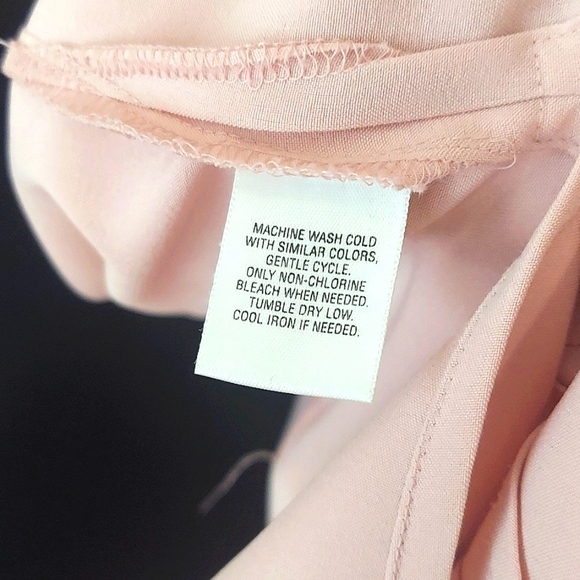 MACHINE WASH COLD
WITH SIMILAR COLORS,
GENTLE CYCLE.
ONLY NON-CHLORINE
BLEACH WHEN NEEDED.
TUMBLE DRY LOW.
COOL IRON IF NEEDED.